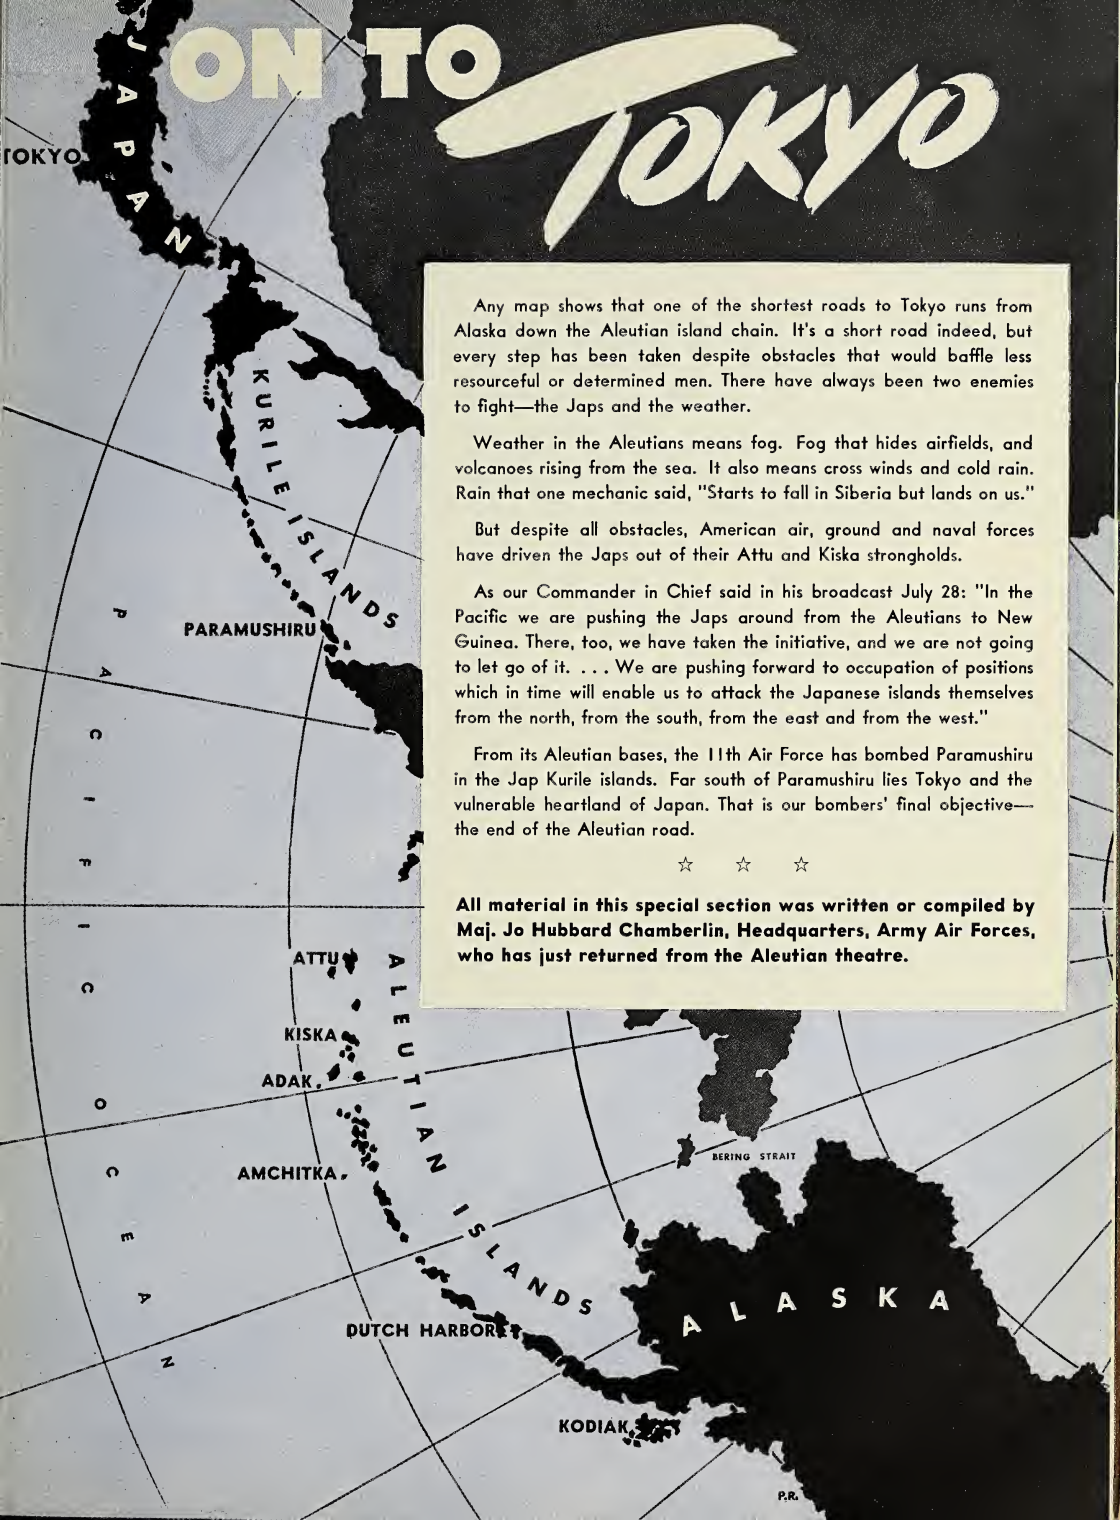 ON TO
TOKYO
JAPAN
TOKYO
Any map shows that one of the shortest roads to Tokyo runs from
Alaska down the Aleutian island chain. It's a short road indeed, but
every step has been taken despite obstacles that would baffle less
resourceful or determined men. There have always been two enemies
to fight—the Japs and the weather.
Weather in the Aleutians means fog. Fog that hides airfields, and
volcanoes rising from the sea. It also means cross winds and cold rain.
Rain that one mechanic said, "Starts to fall in Siberia but lands on us."
But despite all obstacles, American air, ground and naval forces
have driven the Japs out of their Attu and Kiska strongholds.
As our Commander in Chief said in his broadcast July 28: "In the
Pacific we are pushing the Japs around from the Aleutians to New
Guinea. There, too, we have taken the initiative, and we are not going
to let go of it. . . . We are pushing forward to occupation of positions
which in time will enable us to attack the Japanese islands themselves
from the north, from the south, from the east and from the west."
From its Aleutian bases, the 11th Air Force has bombed Paramushiru
in the Jap Kurile islands. Far south of Paramushiru lies Tokyo and the
vulnerable heartland of Japan. That is our bombers' final objective—
the end of the Aleutian road.
☆ ☆ ☆
All material in this special section was written or compiled by
Maj. Jo Hubbard Chamberlin, Headquarters, Army Air Forces,
who has just returned from the Aleutian theatre.
KURILE ISLANDS
PARAMUSHIRU
PACIFIC OCEAN
ATTU
ALEUTIAN ISLANDS
KISKA
ADAK
AMCHITKA
BERING STRAIT
ALASKA
DUTCH HARBOR
KODIAK
P.R.